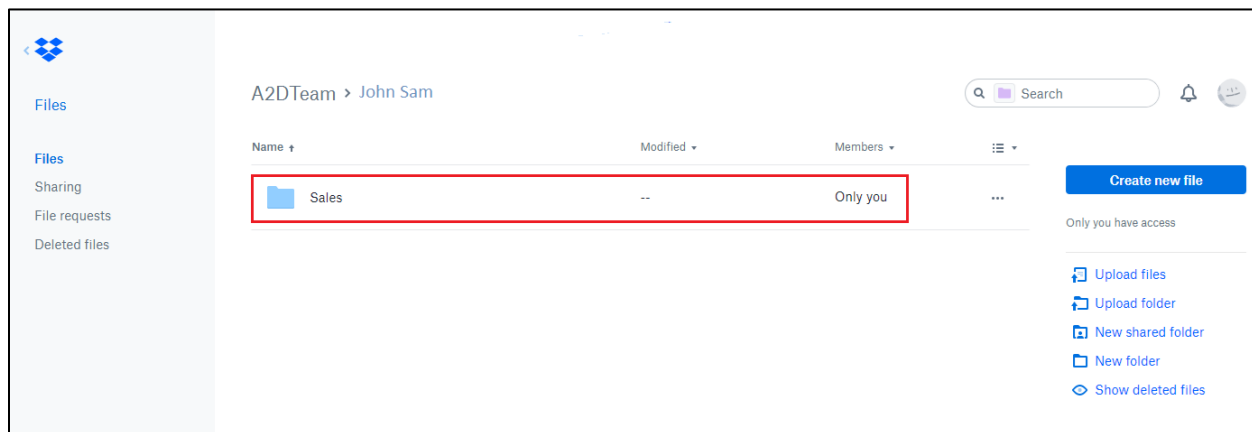 Files
Files
Sharing
File requests
Deleted files
A2DTeam › John Sam
Search
Name ↑ Modified Members
Sales -- Only you
Create new file
Only you have access
Upload files
Upload folder
New shared folder
New folder
Show deleted files